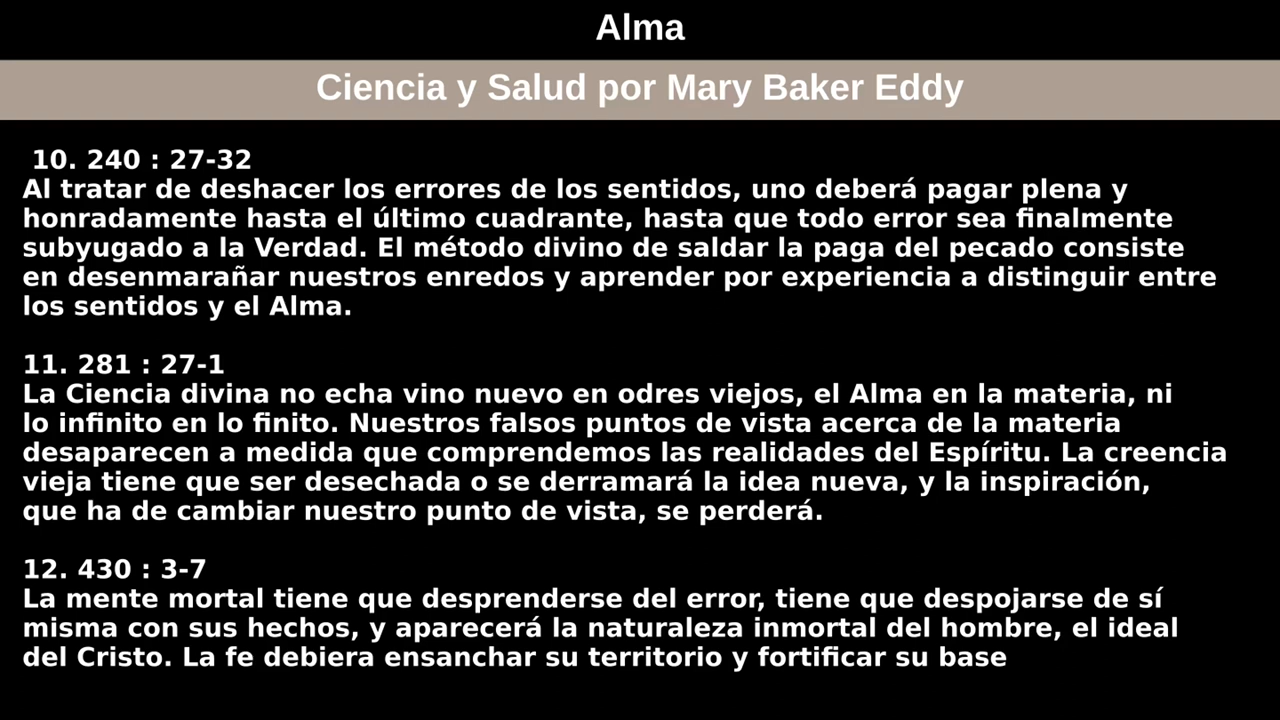 Alma
Ciencia y Salud por Mary Baker Eddy
10. 240 : 27-32
Al tratar de deshacer los errores de los sentidos, uno deberá pagar plena y
honradamente hasta el último cuadrante, hasta que todo error sea finalmente
subyugado a la Verdad. El método divino de saldar la paga del pecado consiste
en desenmarañar nuestros enredos y aprender por experiencia a distinguir entre
los sentidos y el Alma.
11. 281 : 27-1
La Ciencia divina no echa vino nuevo en odres viejos, el Alma en la materia, ni
lo infinito en lo finito. Nuestros falsos puntos de vista acerca de la materia
desaparecen a medida que comprendemos las realidades del Espíritu. La creencia
vieja tiene que ser desechada o se derramará la idea nueva, y la inspiración,
que ha de cambiar nuestro punto de vista, se perderá.
12. 430 : 3-7
La mente mortal tiene que desprenderse del error, tiene que despojarse de sí
misma con sus hechos, y aparecerá la naturaleza inmortal del hombre, el ideal
del Cristo. La fe debiera ensanchar su territorio y fortificar su base